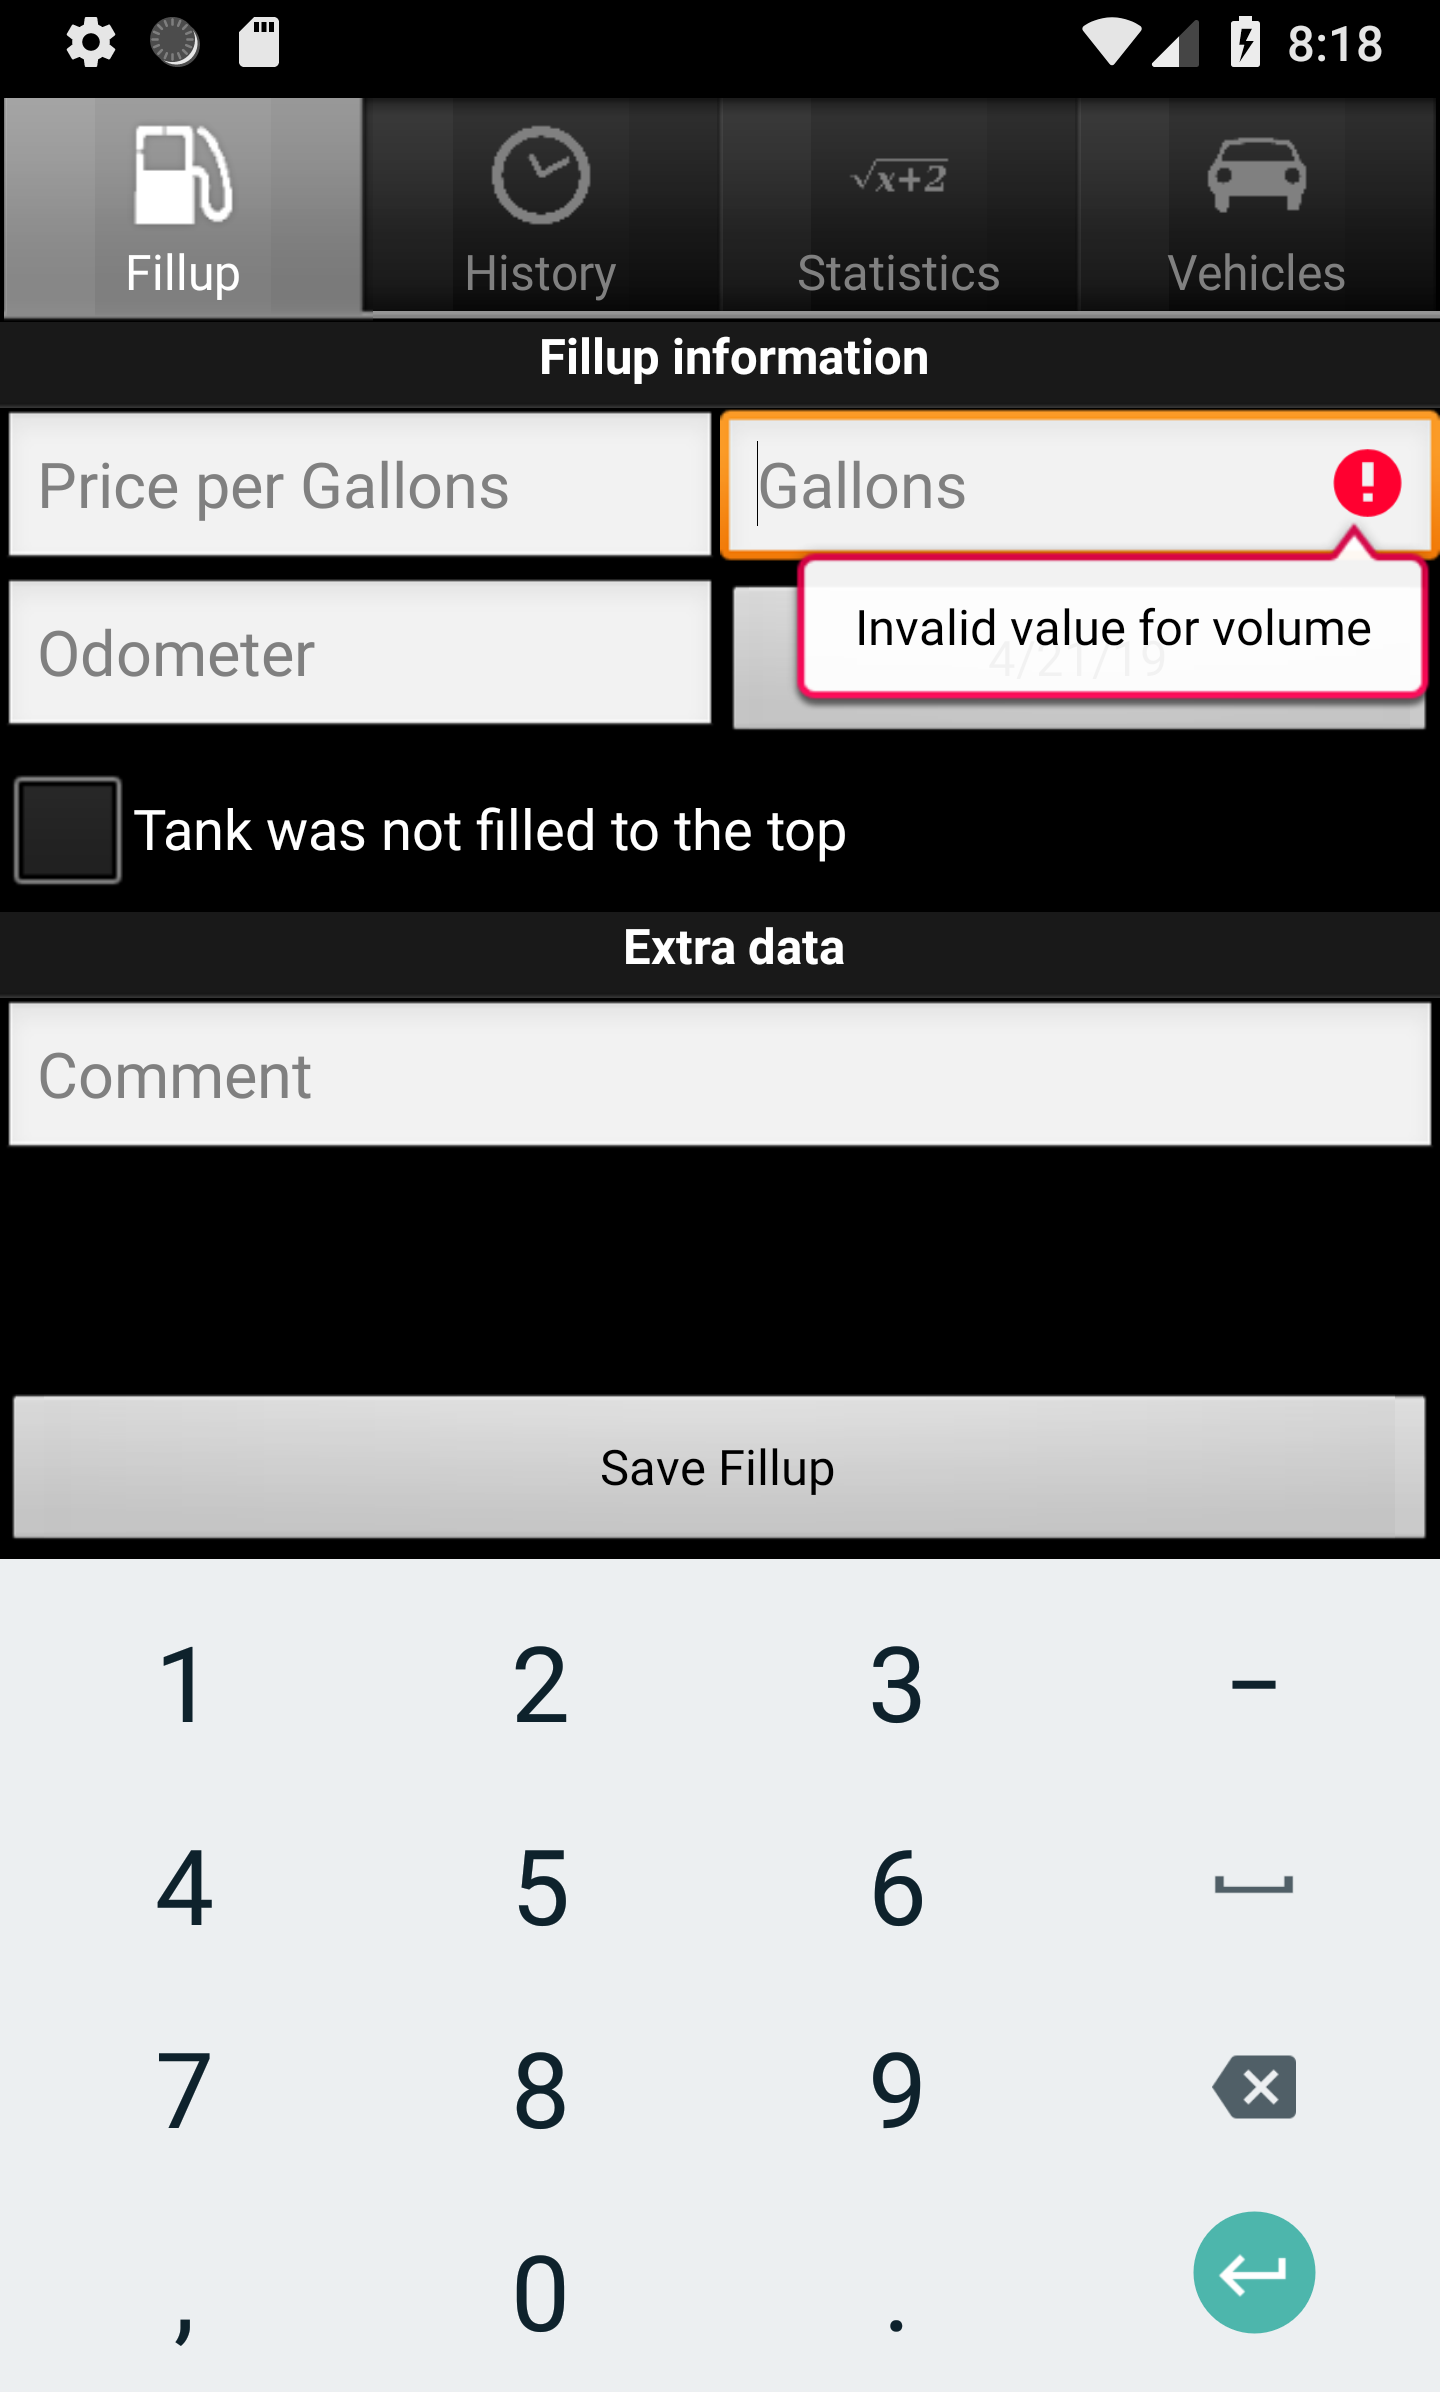 8:18
√x+2
Fillup
History
Statistics
Vehicles
Fillup information
Price per Gallons
Gallons
Invalid value for volume
Odometer
4/21/19
Tank was not filled to the top
Extra data
Comment
Save Fillup
1 2 3 –
4 5 6
7 8 9
, 0 .